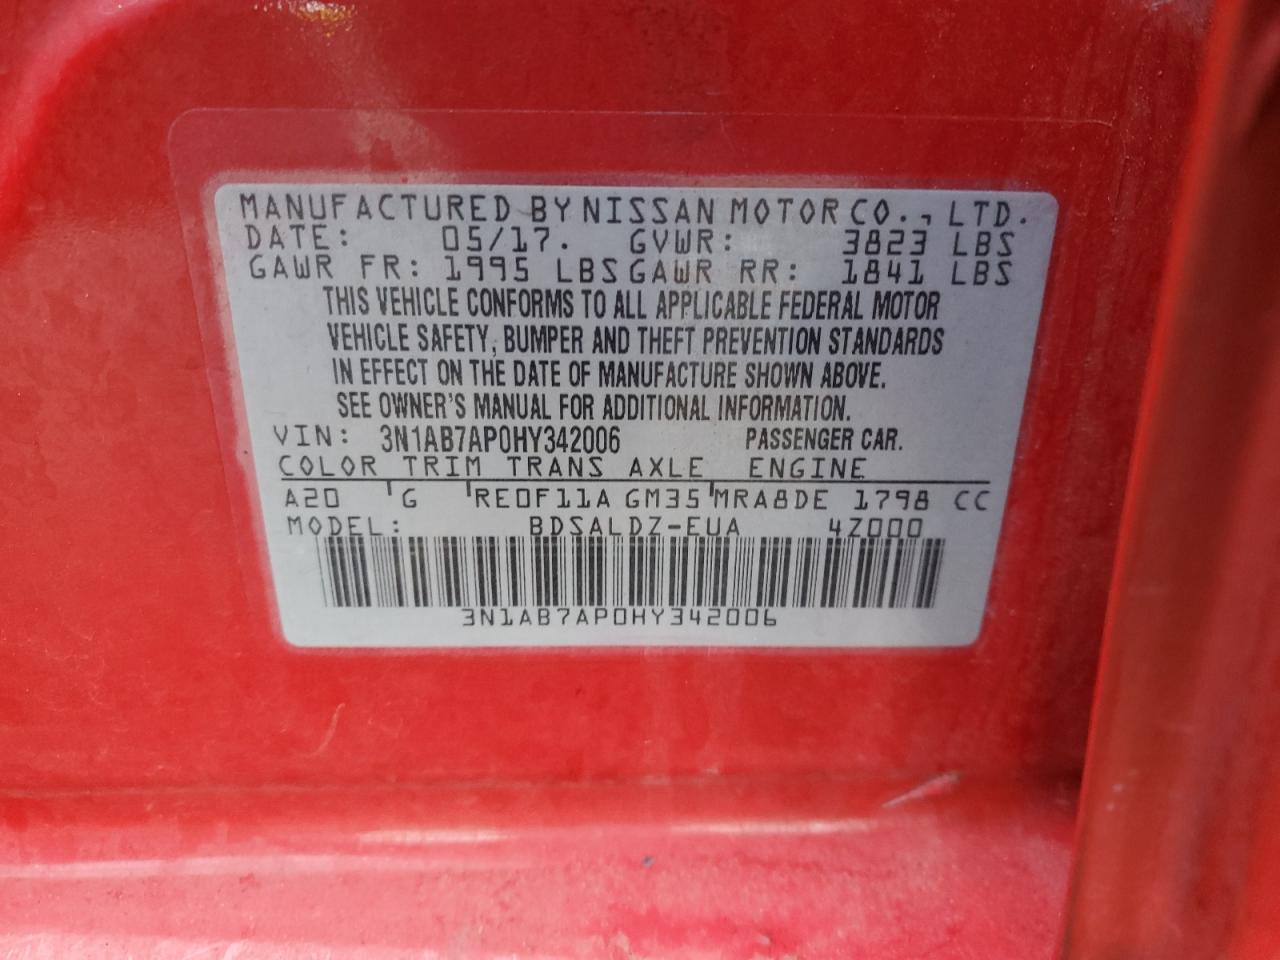 MANUFACTURED BY NISSAN MOTOR CO., LTD.
DATE: 05/17. GVWR: 3823 LBS
GAWR FR: 1995 LBS GAWR RR: 1841 LBS
THIS VEHICLE CONFORMS TO ALL APPLICABLE FEDERAL MOTOR
VEHICLE SAFETY, BUMPER AND THEFT PREVENTION STANDARDS
IN EFFECT ON THE DATE OF MANUFACTURE SHOWN ABOVE.
SEE OWNER'S MANUAL FOR ADDITIONAL INFORMATION.
VIN: 3N1AB7AP0HY342006 PASSENGER CAR.
COLOR TRIM TRANS AXLE ENGINE
A20 G RE0F11A GM35 MRA8DE 1798 CC
MODEL: BDSALDZ-EUA 4Z000
3N1AB7AP0HY342006